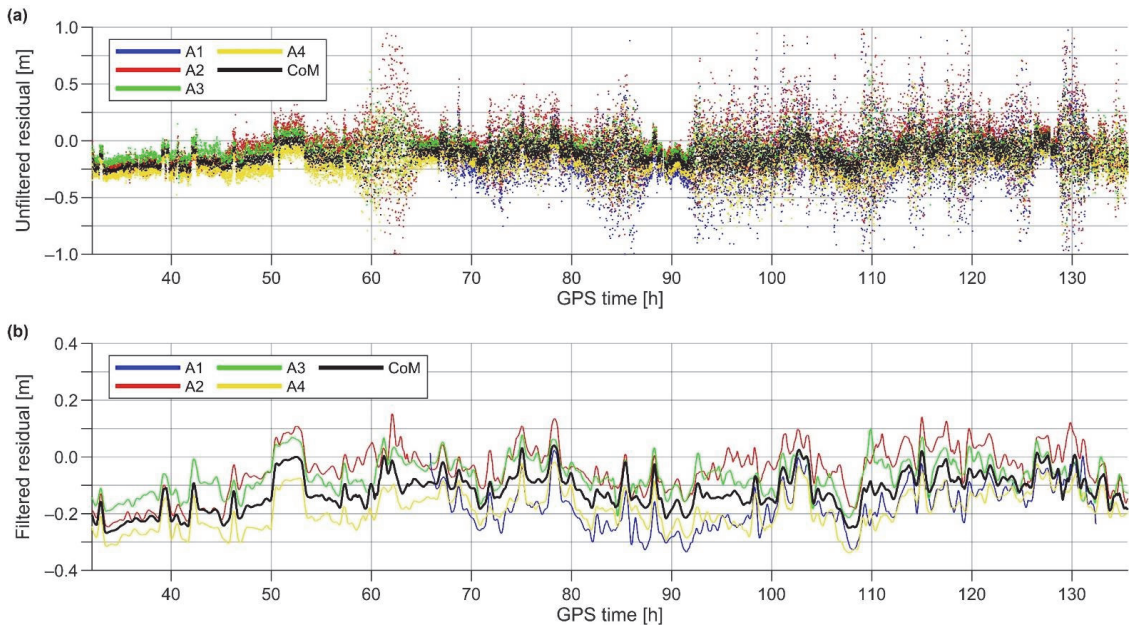 (a)
1.0
0.5
0.0
–0.5
–1.0
Unfiltered residual [m]
A1 A4
A2 CoM
A3
40 50 60 70 80 90 100 110 120 130
GPS time [h]
(b)
0.4
0.2
0.0
–0.2
–0.4
Filtered residual [m]
A1 A3 CoM
A2 A4
40 50 60 70 80 90 100 110 120 130
GPS time [h]